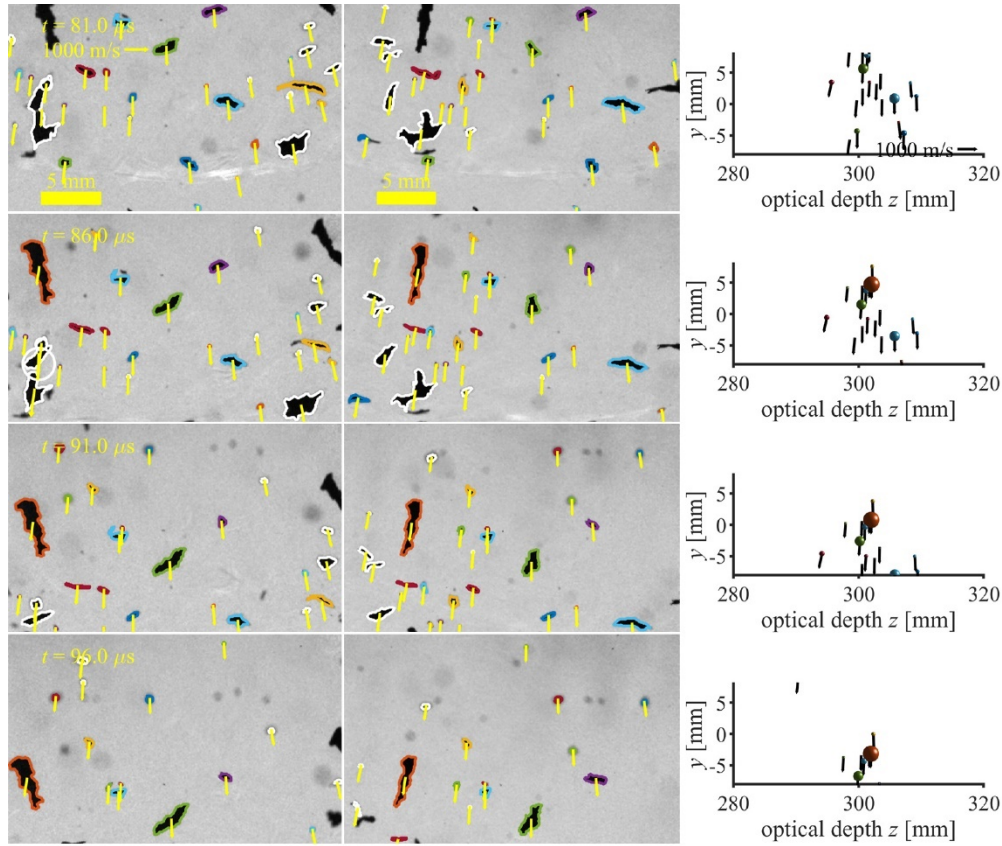 t = 81.0 μs
1000 m/s
5 mm
5 mm
y [mm]
5
0
-5
1000 m/s
280
300
320
optical depth z [mm]
t = 86.0 μs
y [mm]
5
0
-5
280
300
320
optical depth z [mm]
t = 91.0 μs
y [mm]
5
0
-5
280
300
320
optical depth z [mm]
t = 96.0 μs
y [mm]
5
0
-5
280
300
320
optical depth z [mm]